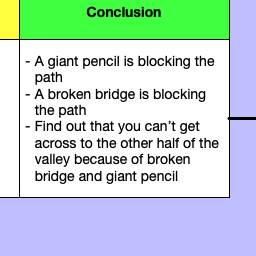 Conclusion
- A giant pencil is blocking the
path
- A broken bridge is blocking
the path
- Find out that you can’t get
across to the other half of the
valley because of broken
bridge and giant pencil